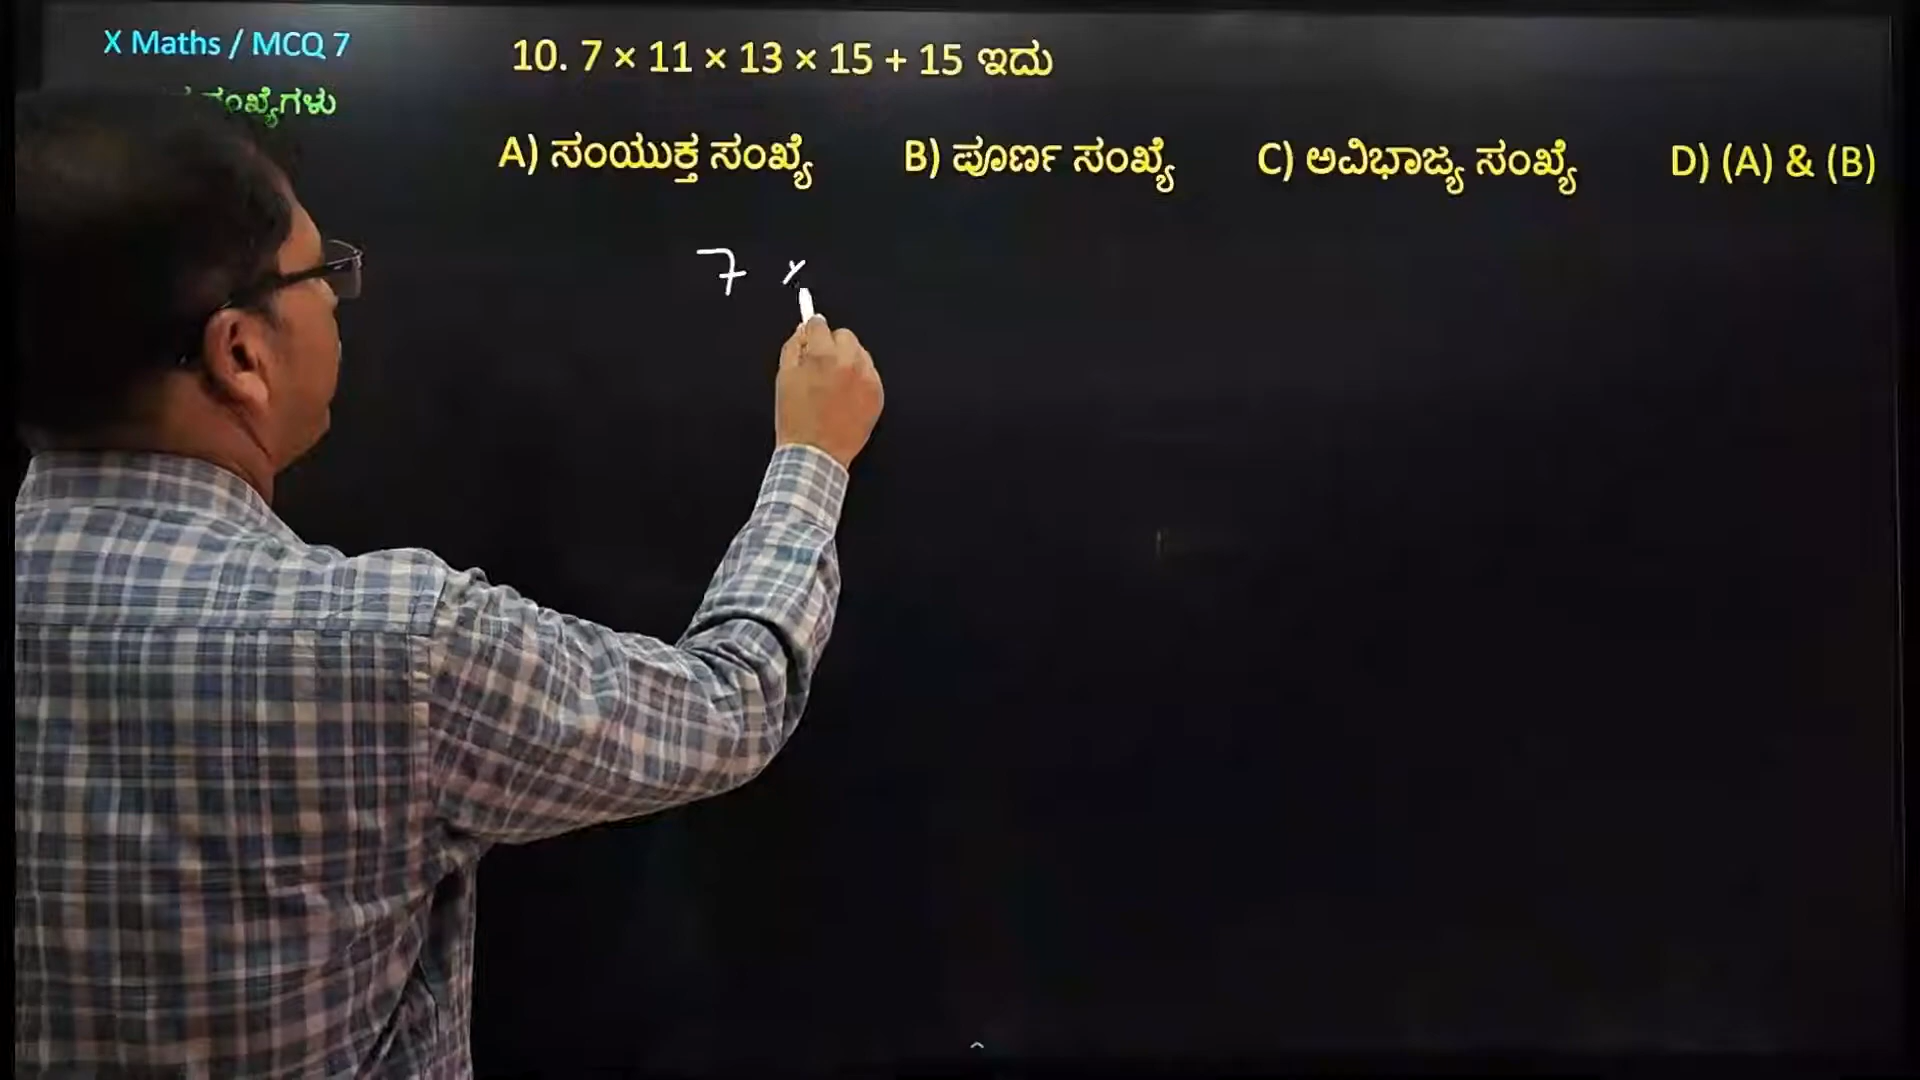 X Maths / MCQ 7
ಸಂಖ್ಯೆಗಳು
10. 7 × 11 × 13 × 15 + 15 ಇದು
A) ಸಂಯುಕ್ತ ಸಂಖ್ಯೆ B) ಪೂರ್ಣ ಸಂಖ್ಯೆ C) ಅವಿಭಾಜ್ಯ ಸಂಖ್ಯೆ D) (A) & (B)
7 ×